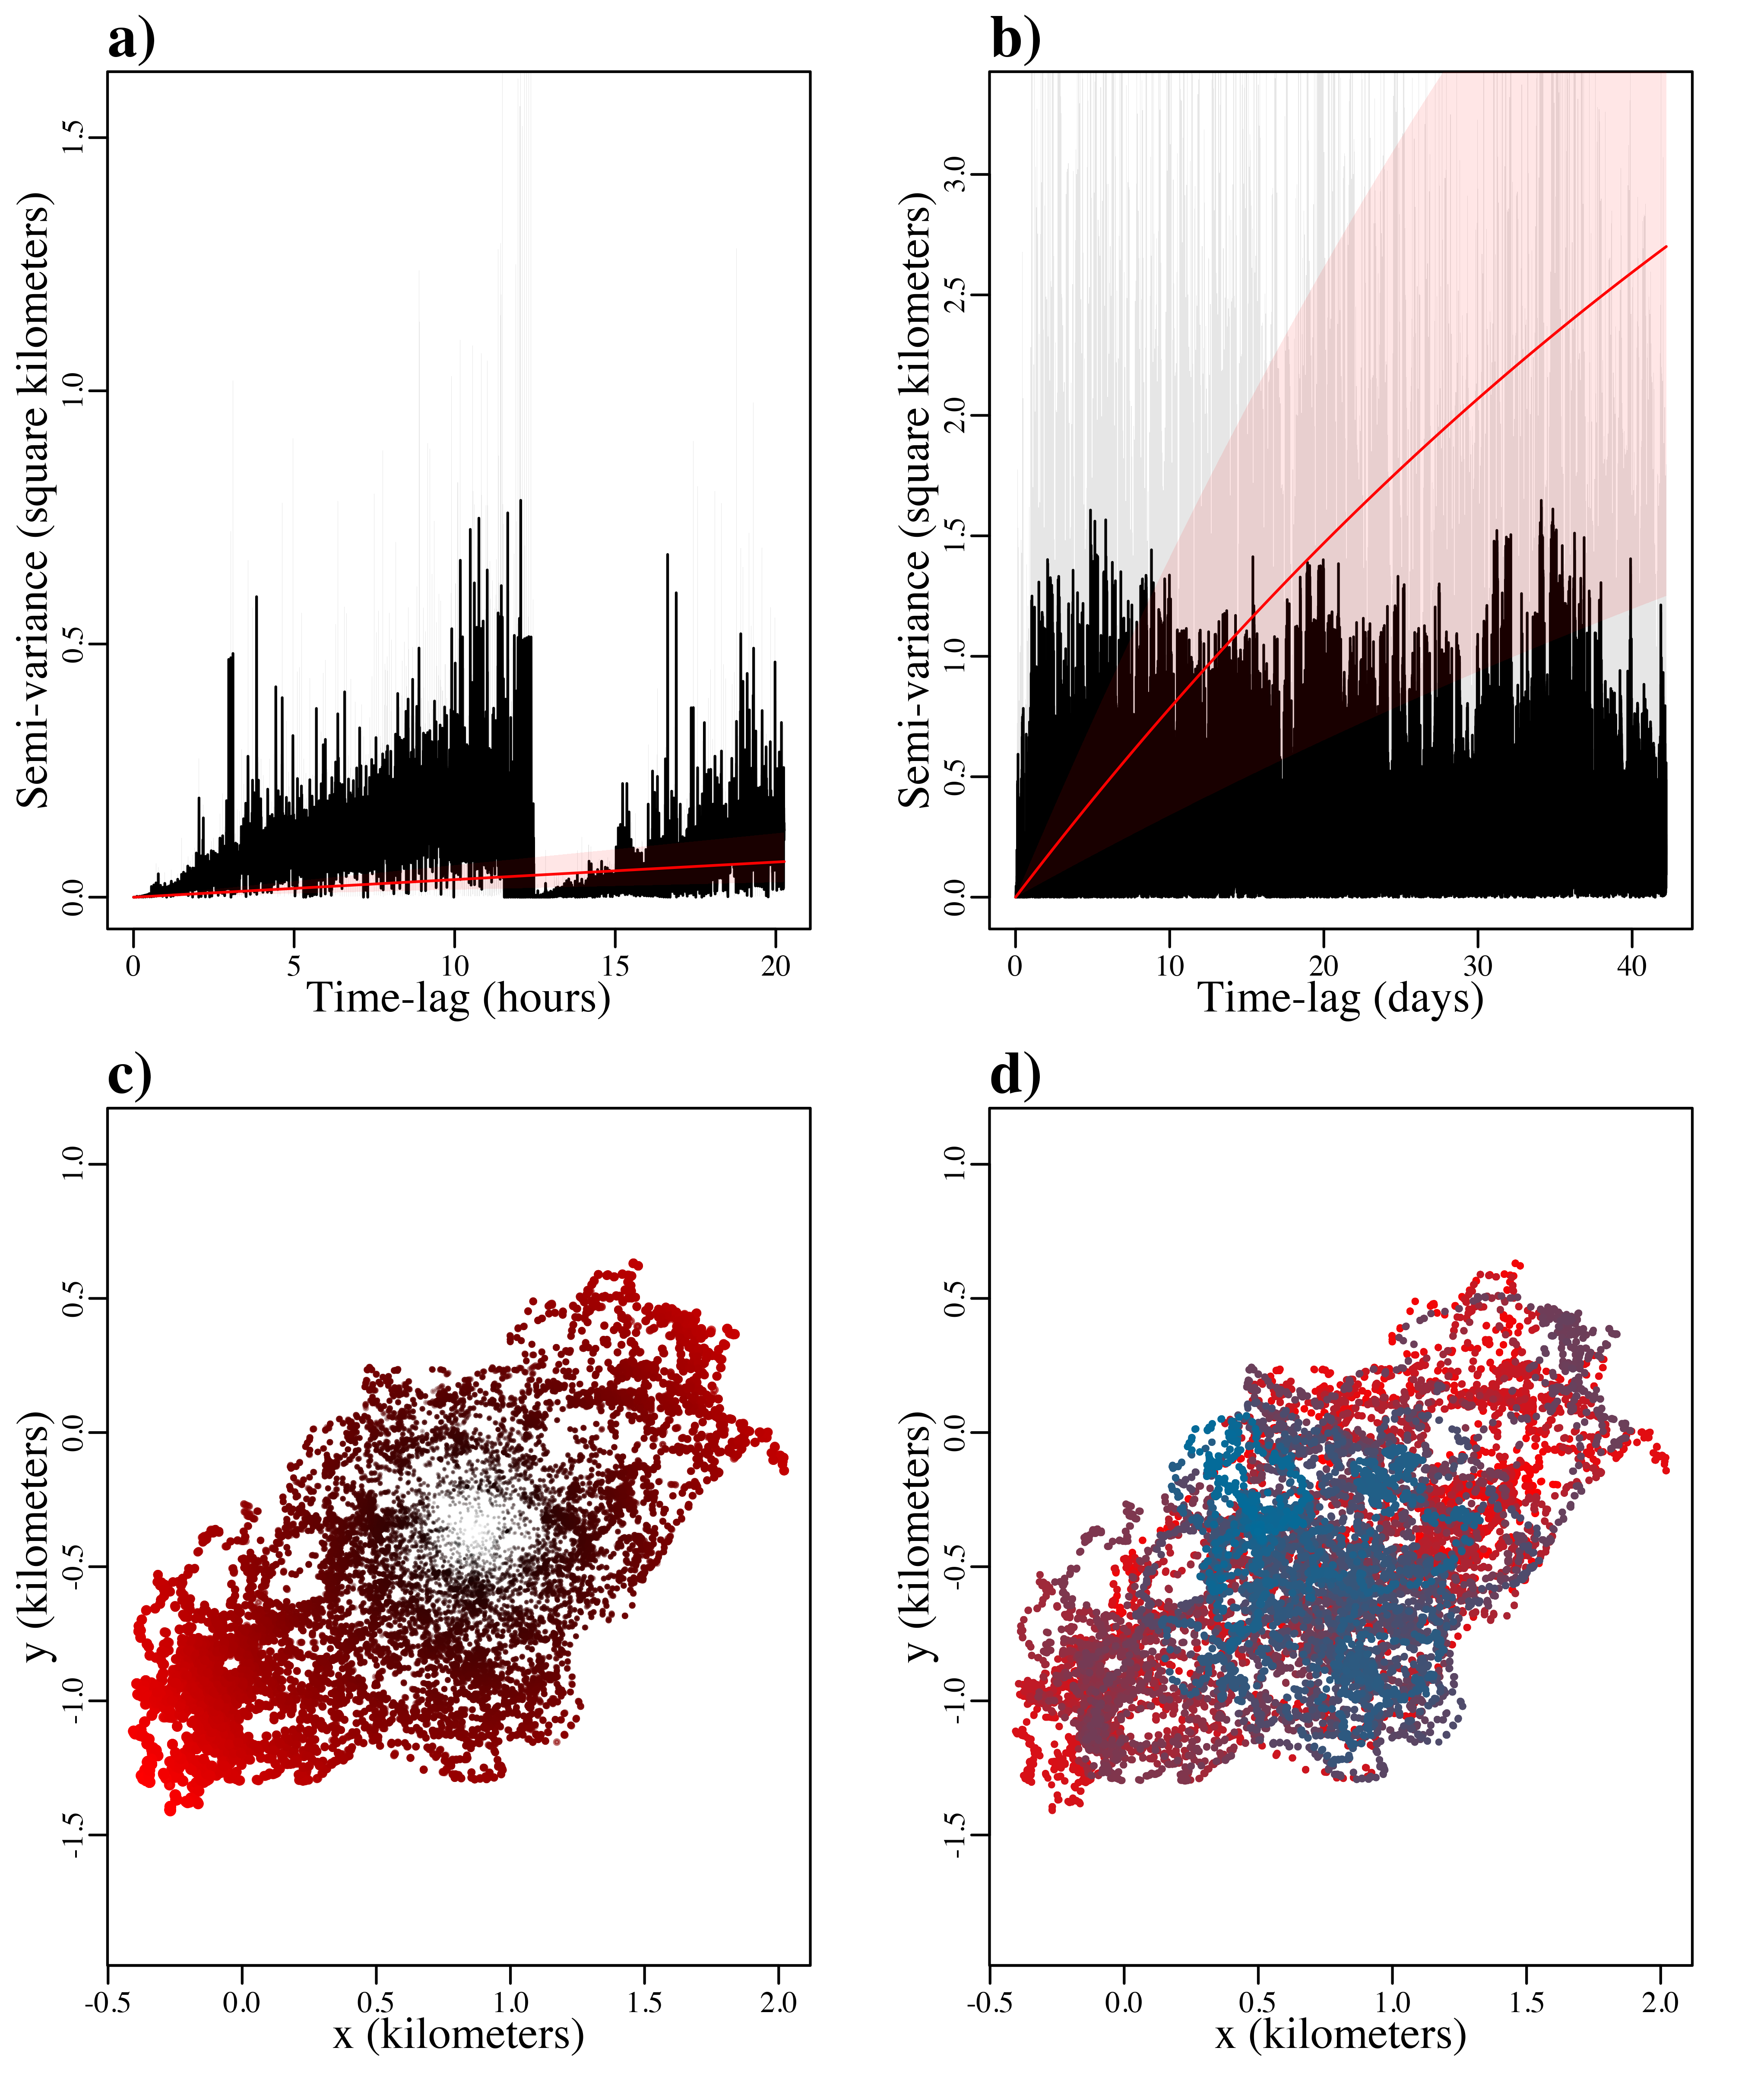 a)
Semi-variance (square kilometers)
1.5
1.0
0.5
0.0
0 5 10 15 20
Time-lag (hours)
b)
Semi-variance (square kilometers)
3.0
2.5
2.0
1.5
1.0
0.5
0.0
0 10 20 30 40
Time-lag (days)
c)
y (kilometers)
1.0
0.5
0.0
-0.5
-1.0
-1.5
-0.5 0.0 0.5 1.0 1.5 2.0
x (kilometers)
d)
y (kilometers)
1.0
0.5
0.0
-0.5
-1.0
-1.5
-0.5 0.0 0.5 1.0 1.5 2.0
x (kilometers)